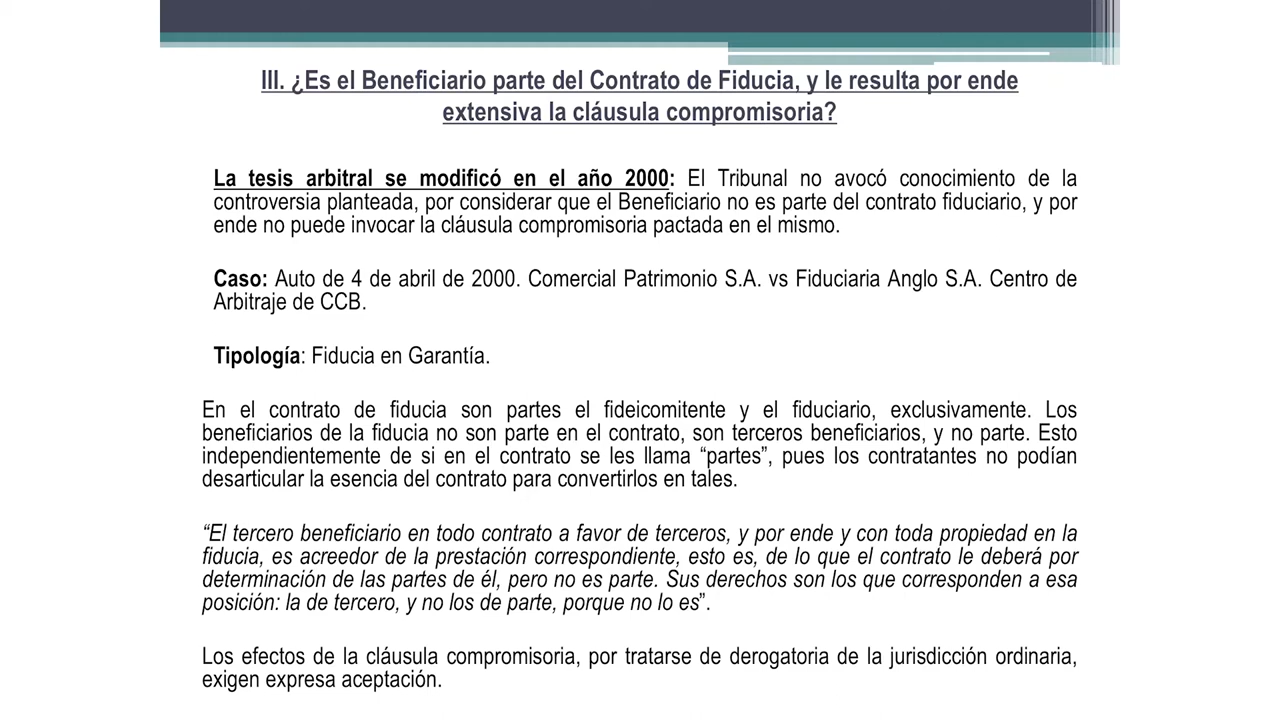 III. ¿Es el Beneficiario parte del Contrato de Fiducia, y le resulta por ende
extensiva la cláusula compromisoria?
La tesis arbitral se modificó en el año 2000: El Tribunal no avocó conocimiento de la
controversia planteada, por considerar que el Beneficiario no es parte del contrato fiduciario, y por
ende no puede invocar la cláusula compromisoria pactada en el mismo.
Caso: Auto de 4 de abril de 2000. Comercial Patrimonio S.A. vs Fiduciaria Anglo S.A. Centro de
Arbitraje de CCB.
Tipología: Fiducia en Garantía.
En el contrato de fiducia son partes el fideicomitente y el fiduciario, exclusivamente. Los
beneficiarios de la fiducia no son parte en el contrato, son terceros beneficiarios, y no parte. Esto
independientemente de si en el contrato se les llama “partes”, pues los contratantes no podían
desarticular la esencia del contrato para convertirlos en tales.
“El tercero beneficiario en todo contrato a favor de terceros, y por ende y con toda propiedad en la
fiducia, es acreedor de la prestación correspondiente, esto es, de lo que el contrato le deberá por
determinación de las partes de él, pero no es parte. Sus derechos son los que corresponden a esa
posición: la de tercero, y no los de parte, porque no lo es”.
Los efectos de la cláusula compromisoria, por tratarse de derogatoria de la jurisdicción ordinaria,
exigen expresa aceptación.